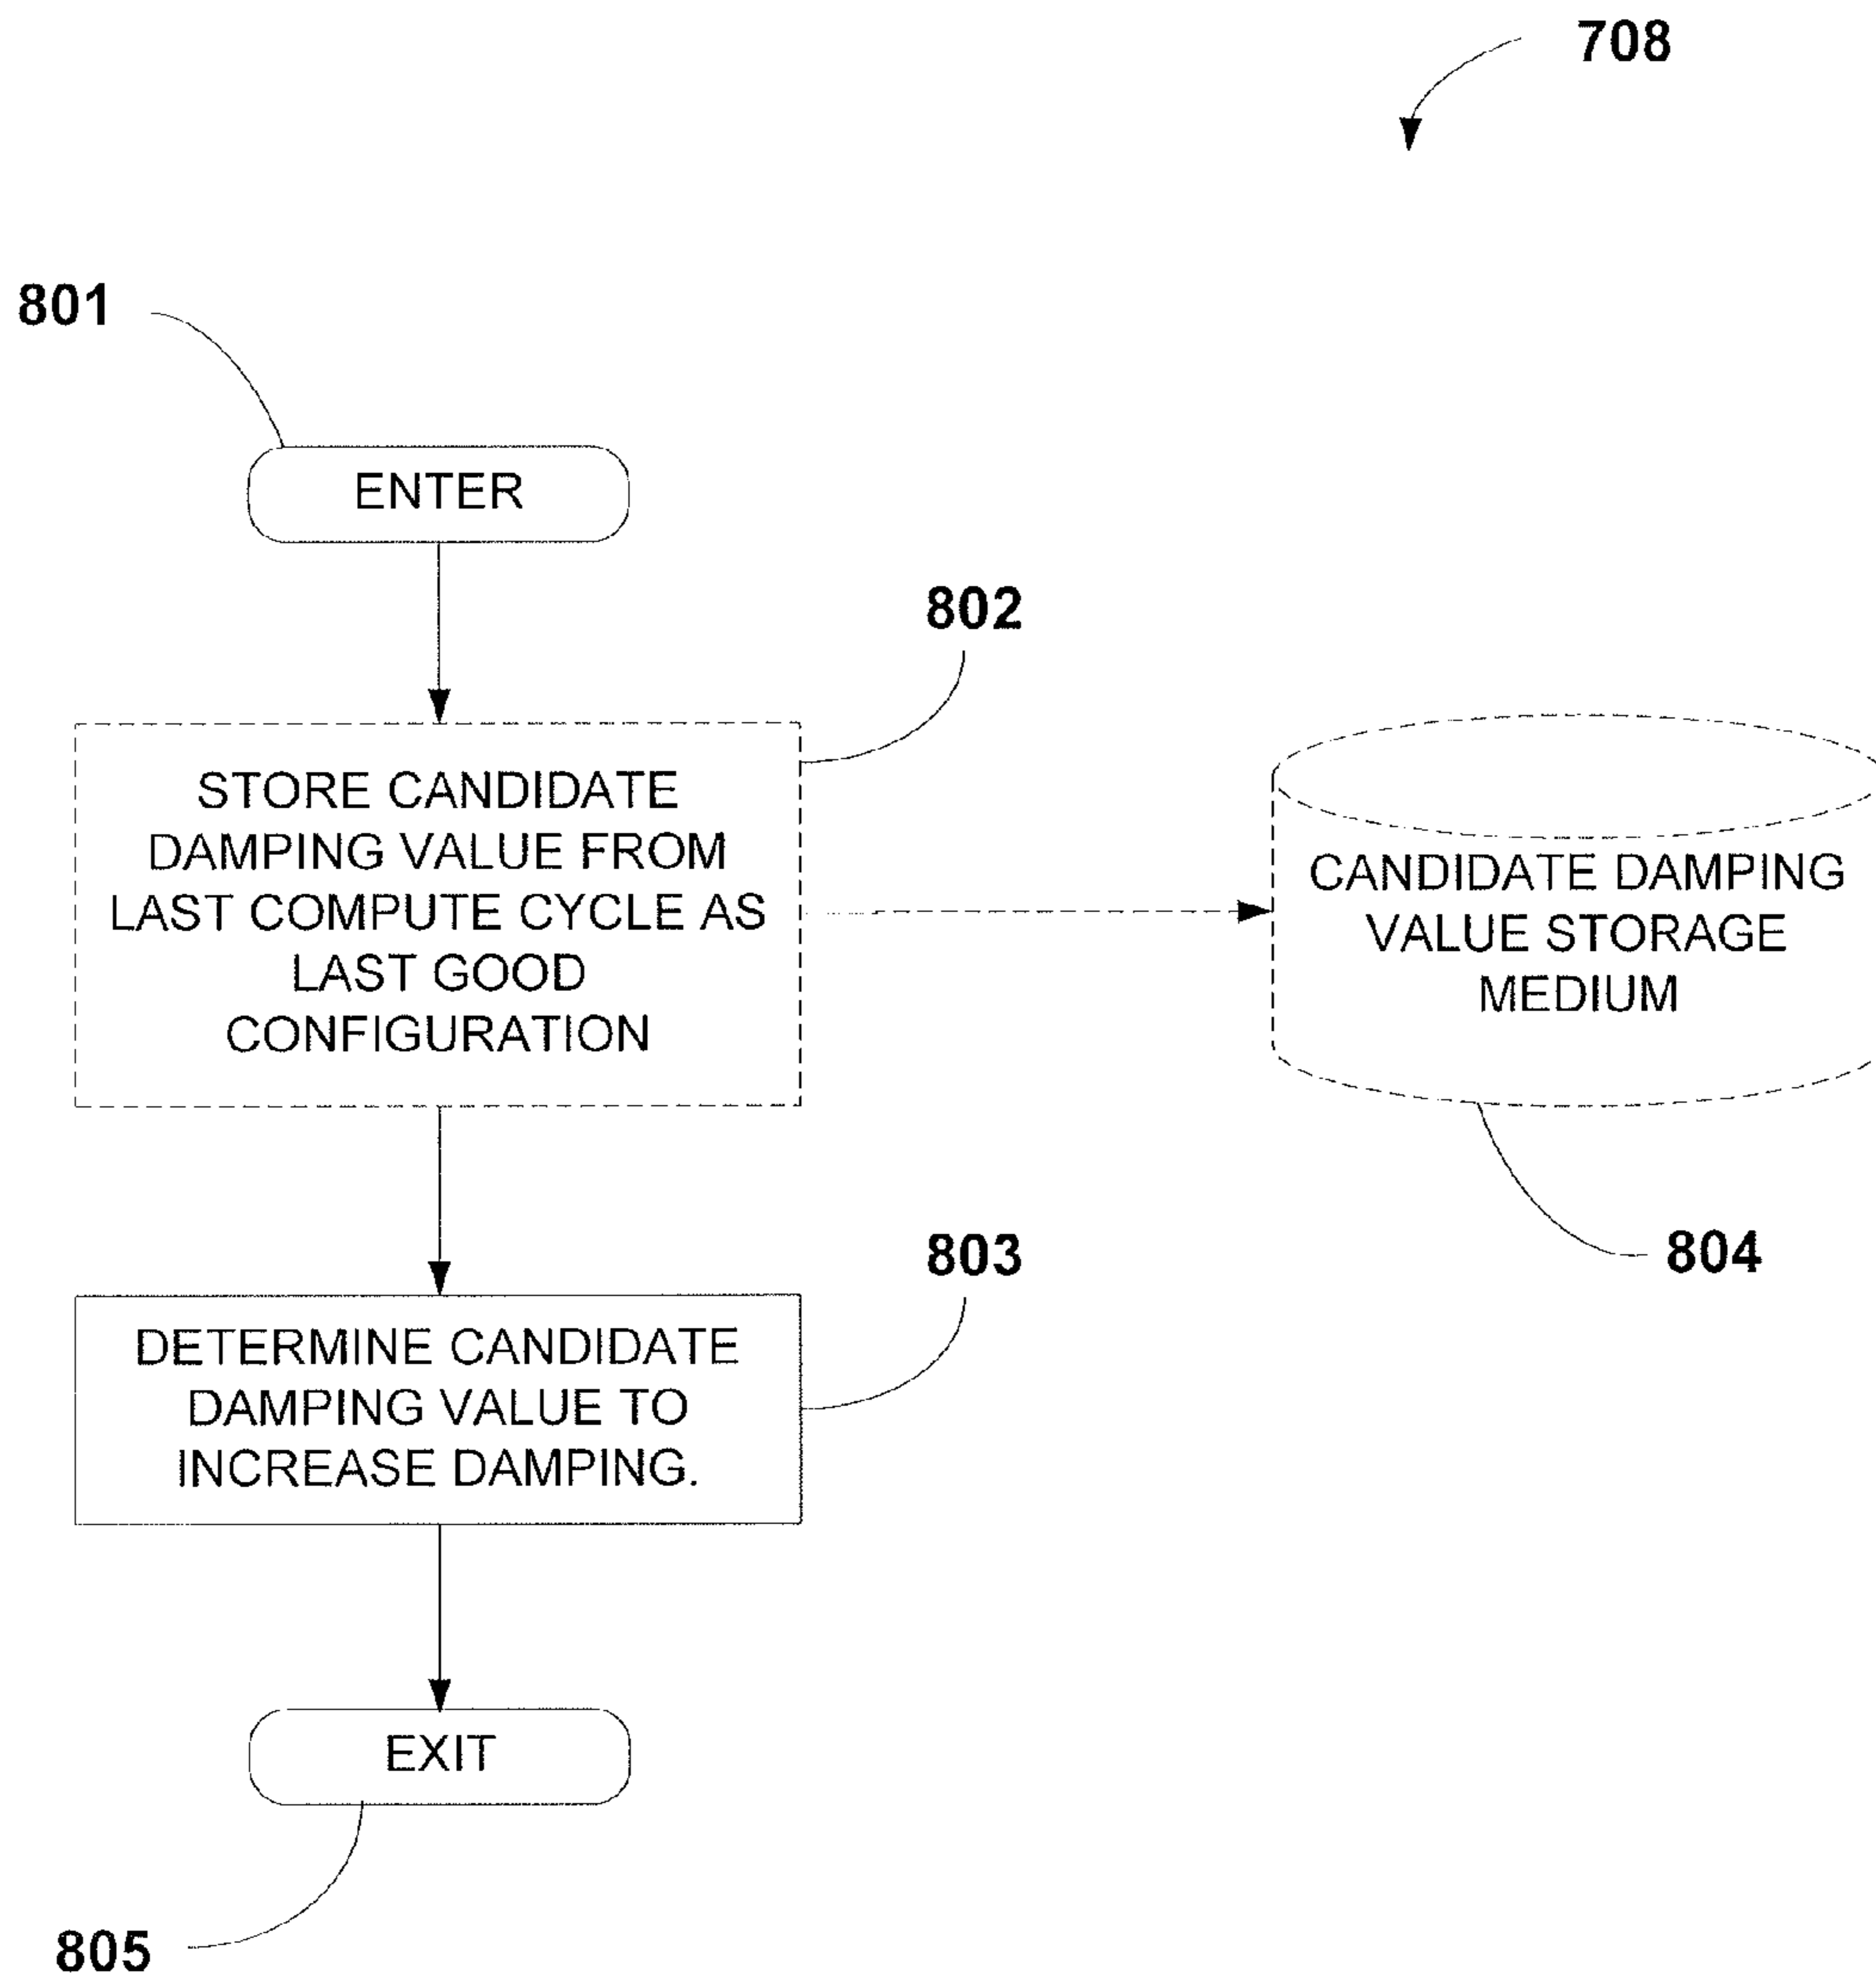 708
801
ENTER
802
STORE CANDIDATE
DAMPING VALUE FROM
LAST COMPUTE CYCLE AS
LAST GOOD
CONFIGURATION
CANDIDATE DAMPING
VALUE STORAGE
MEDIUM
804
803
DETERMINE CANDIDATE
DAMPING VALUE TO
INCREASE DAMPING.
EXIT
805